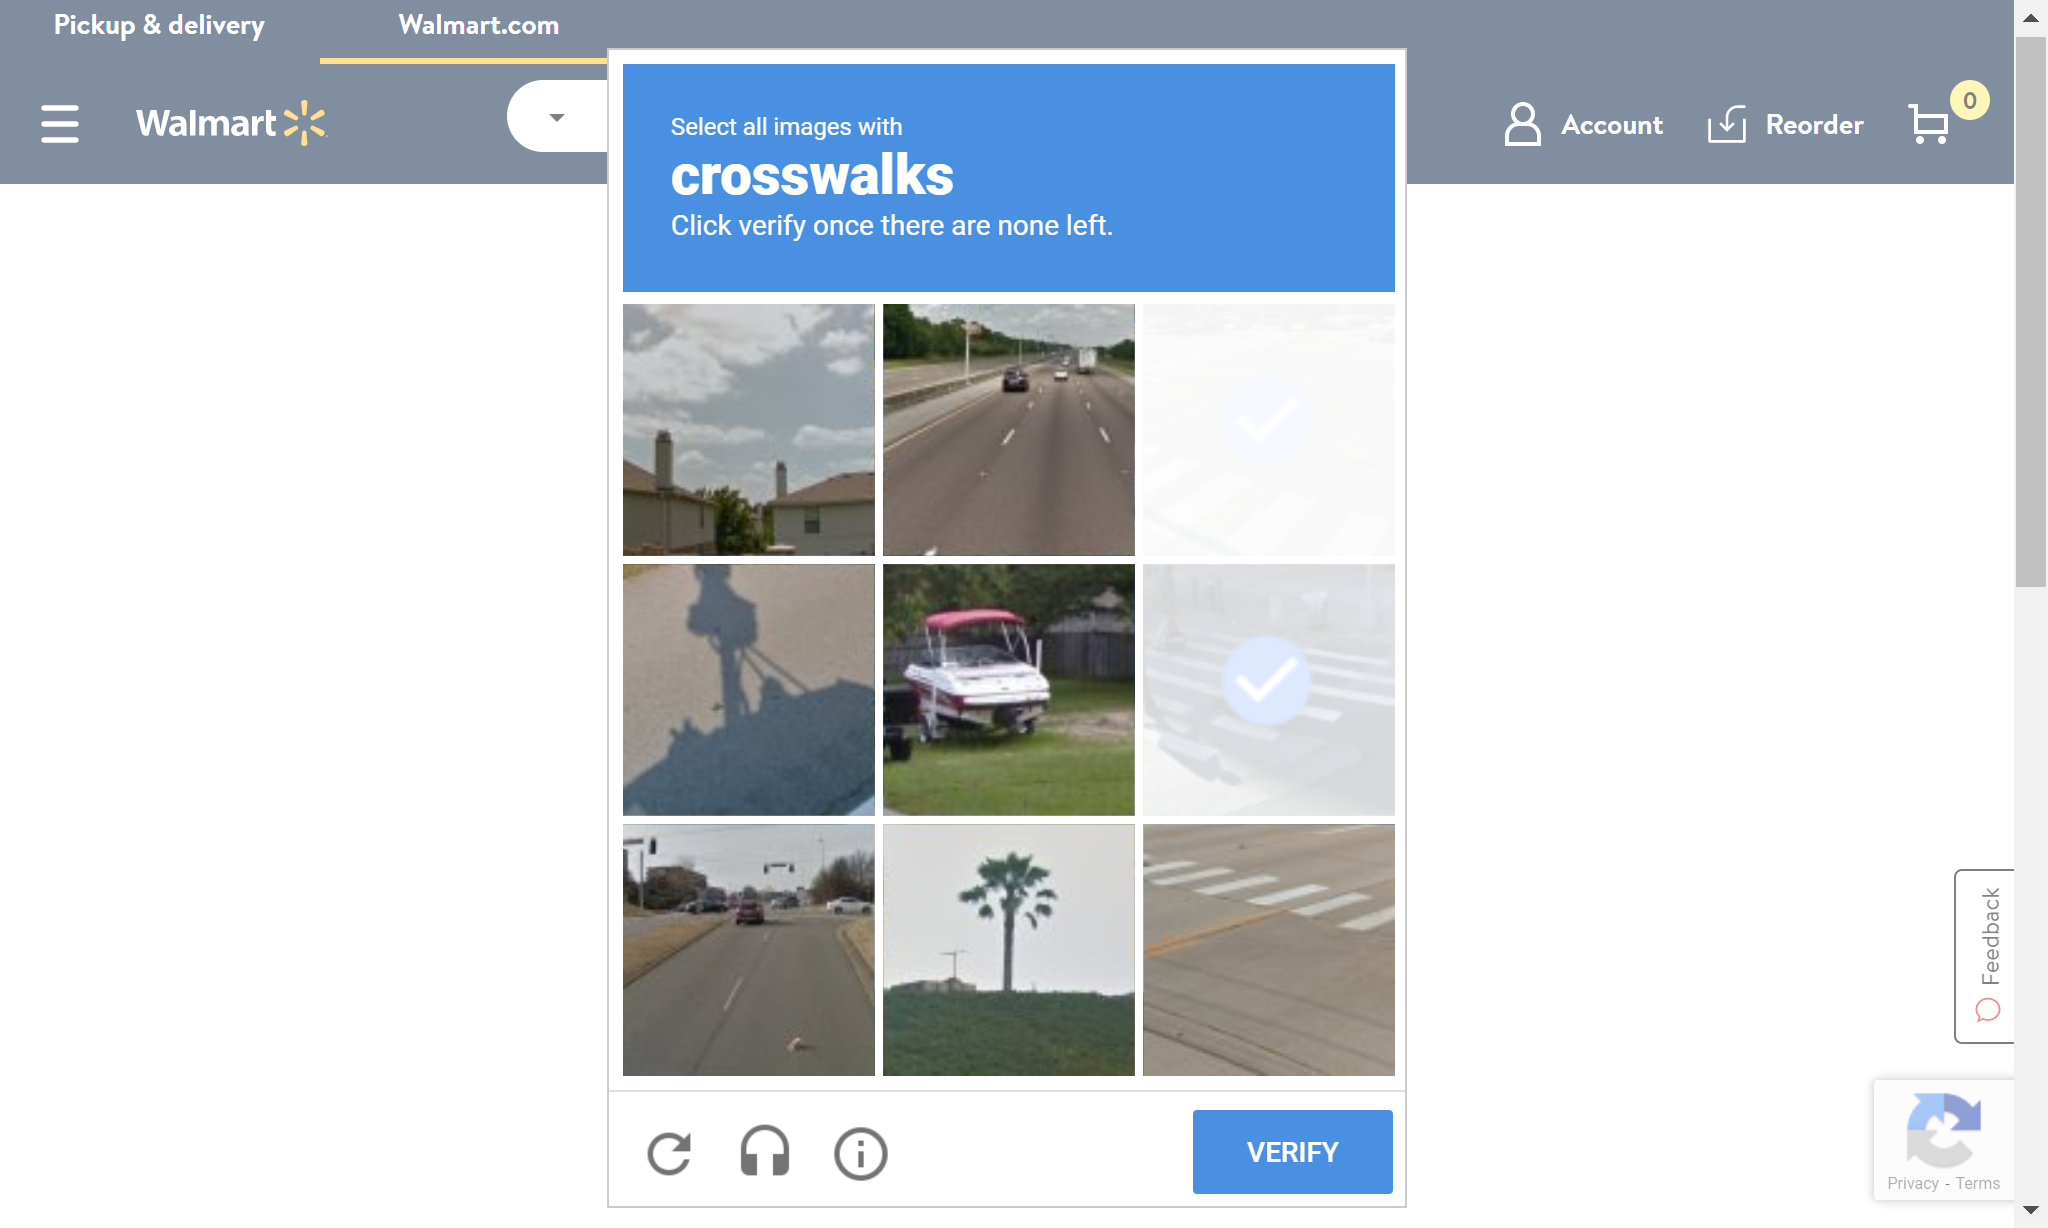 Pickup & delivery
Walmart.com
Walmart
Account
Reorder
0
Select all images with
crosswalks
Click verify once there are none left.
VERIFY
Feedback
Privacy - Terms